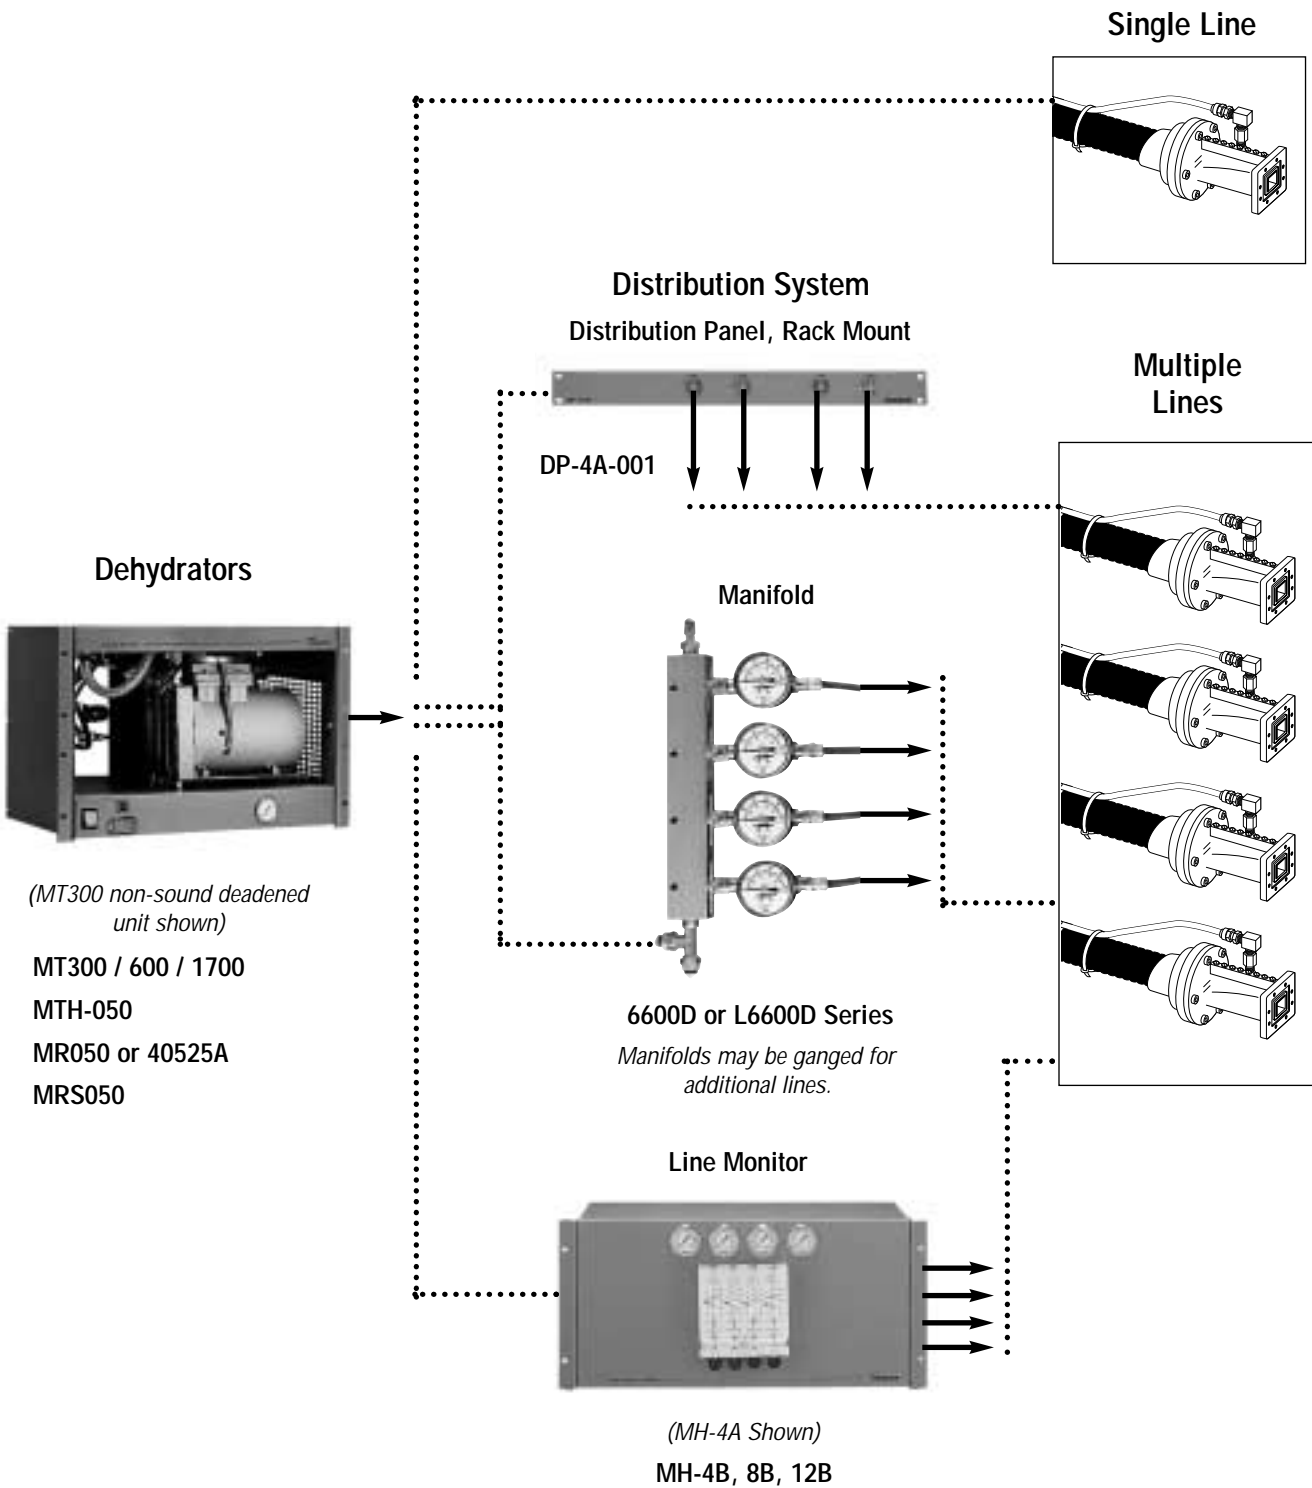 Single Line
Distribution System
Distribution Panel, Rack Mount
Multiple
Lines
DP-4A-001
Dehydrators
Manifold
(MT300 non-sound deadened
unit shown)
MT300 / 600 / 1700
MTH-050
MR050 or 40525A
MRS050
6600D or L6600D Series
Manifolds may be ganged for
additional lines.
Line Monitor
(MH-4A Shown)
MH-4B, 8B, 12B